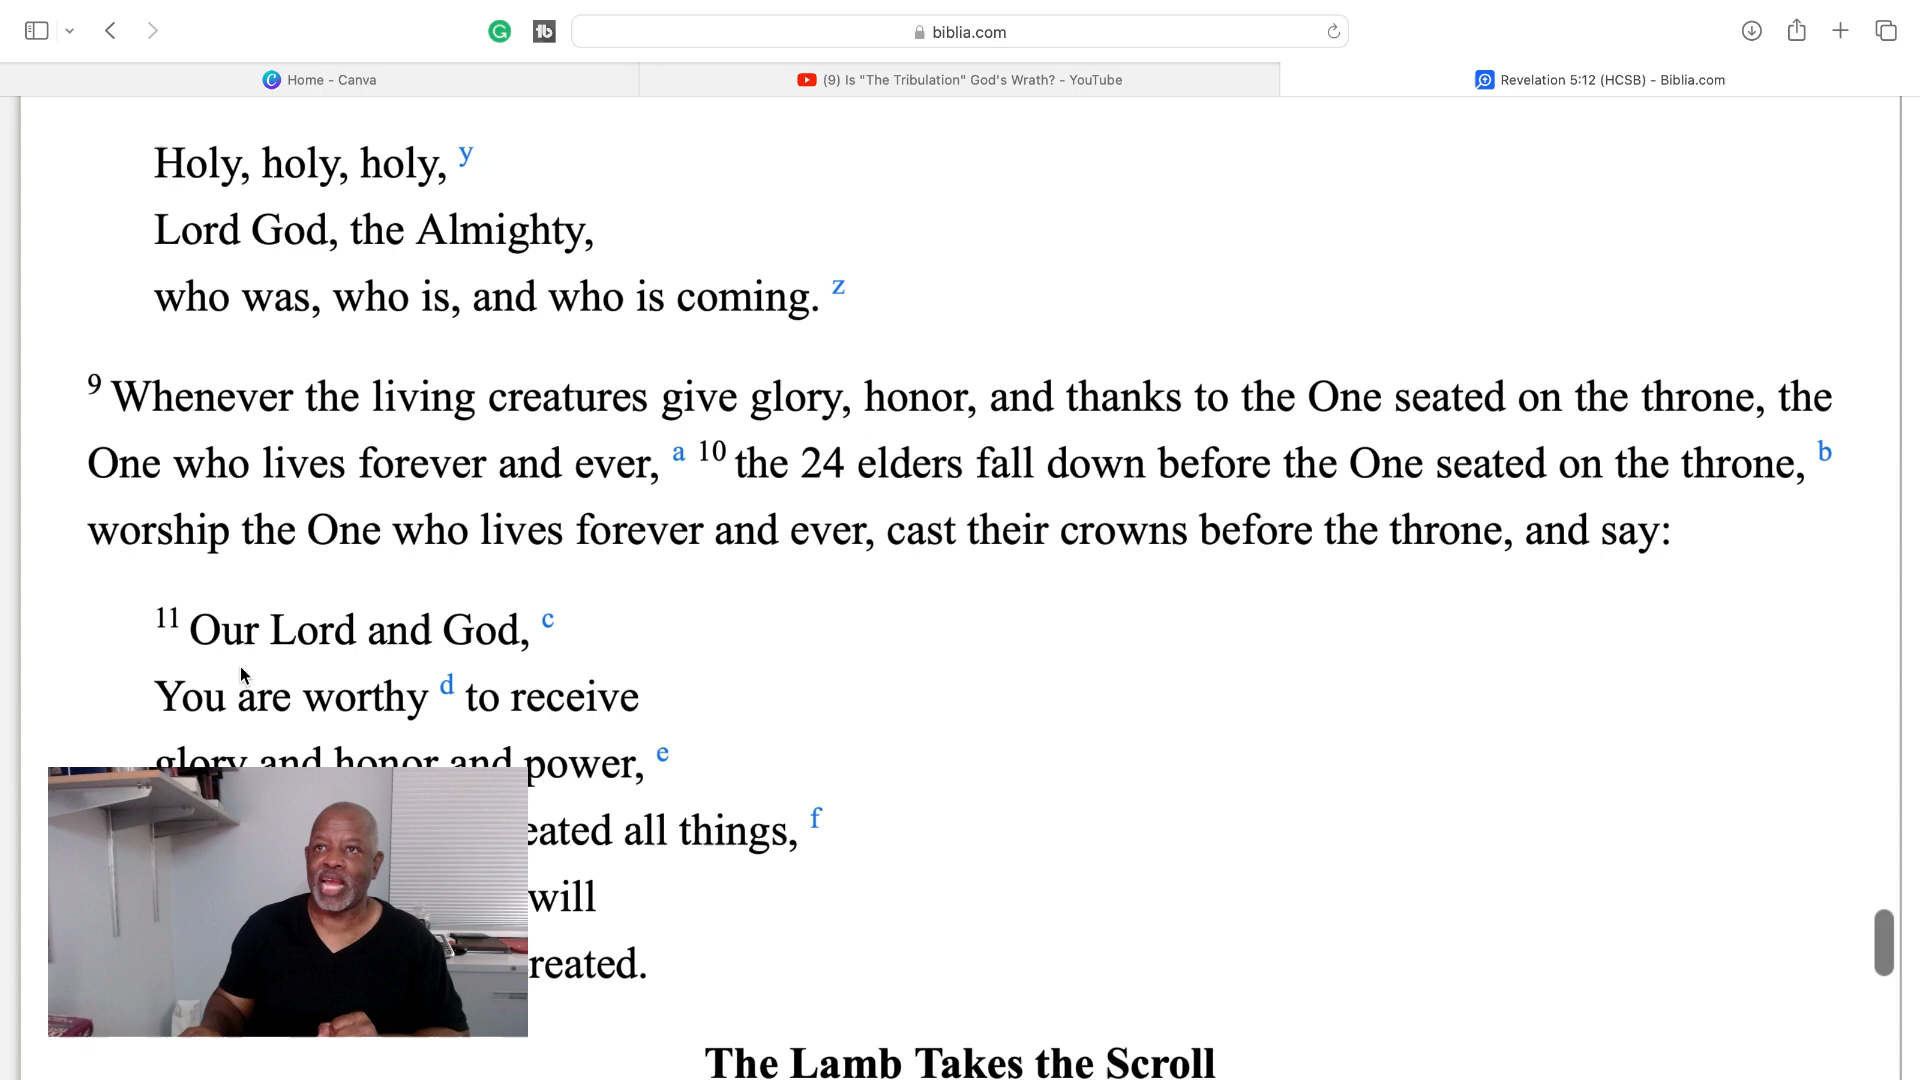 biblia.com
Home - Canva
(9) Is "The Tribulation" God's Wrath? - YouTube
Revelation 5:12 (HCSB) - Biblia.com
Holy, holy, holy, y
Lord God, the Almighty,
who was, who is, and who is coming. z
9 Whenever the living creatures give glory, honor, and thanks to the One seated on the throne, the
One who lives forever and ever, a 10 the 24 elders fall down before the One seated on the throne, b
worship the One who lives forever and ever, cast their crowns before the throne, and say:
11 Our Lord and God, c
You are worthy d to receive
glory and honor and power, e
eated all things, f
will
reated.
The Lamb Takes the Scroll